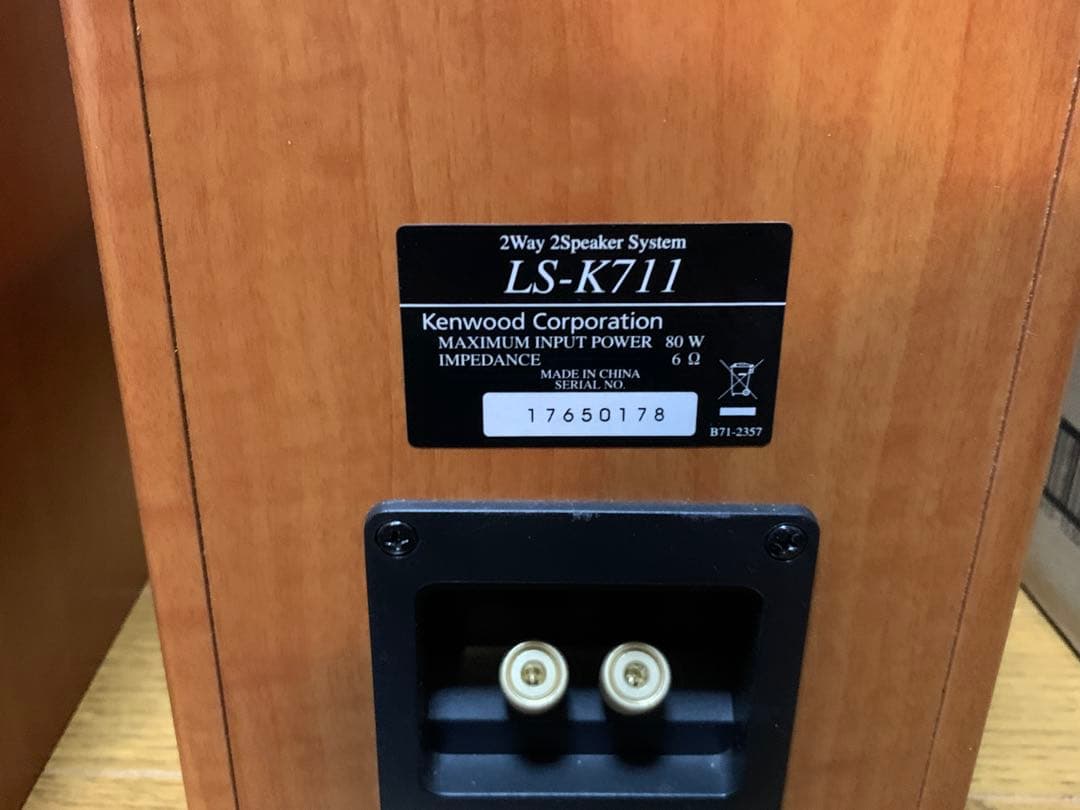 2Way 2Speaker System
LS-K711
Kenwood Corporation
MAXIMUM INPUT POWER 80 W
IMPEDANCE 6 Ω
MADE IN CHINA
SERIAL NO.
17650178
B71-2357